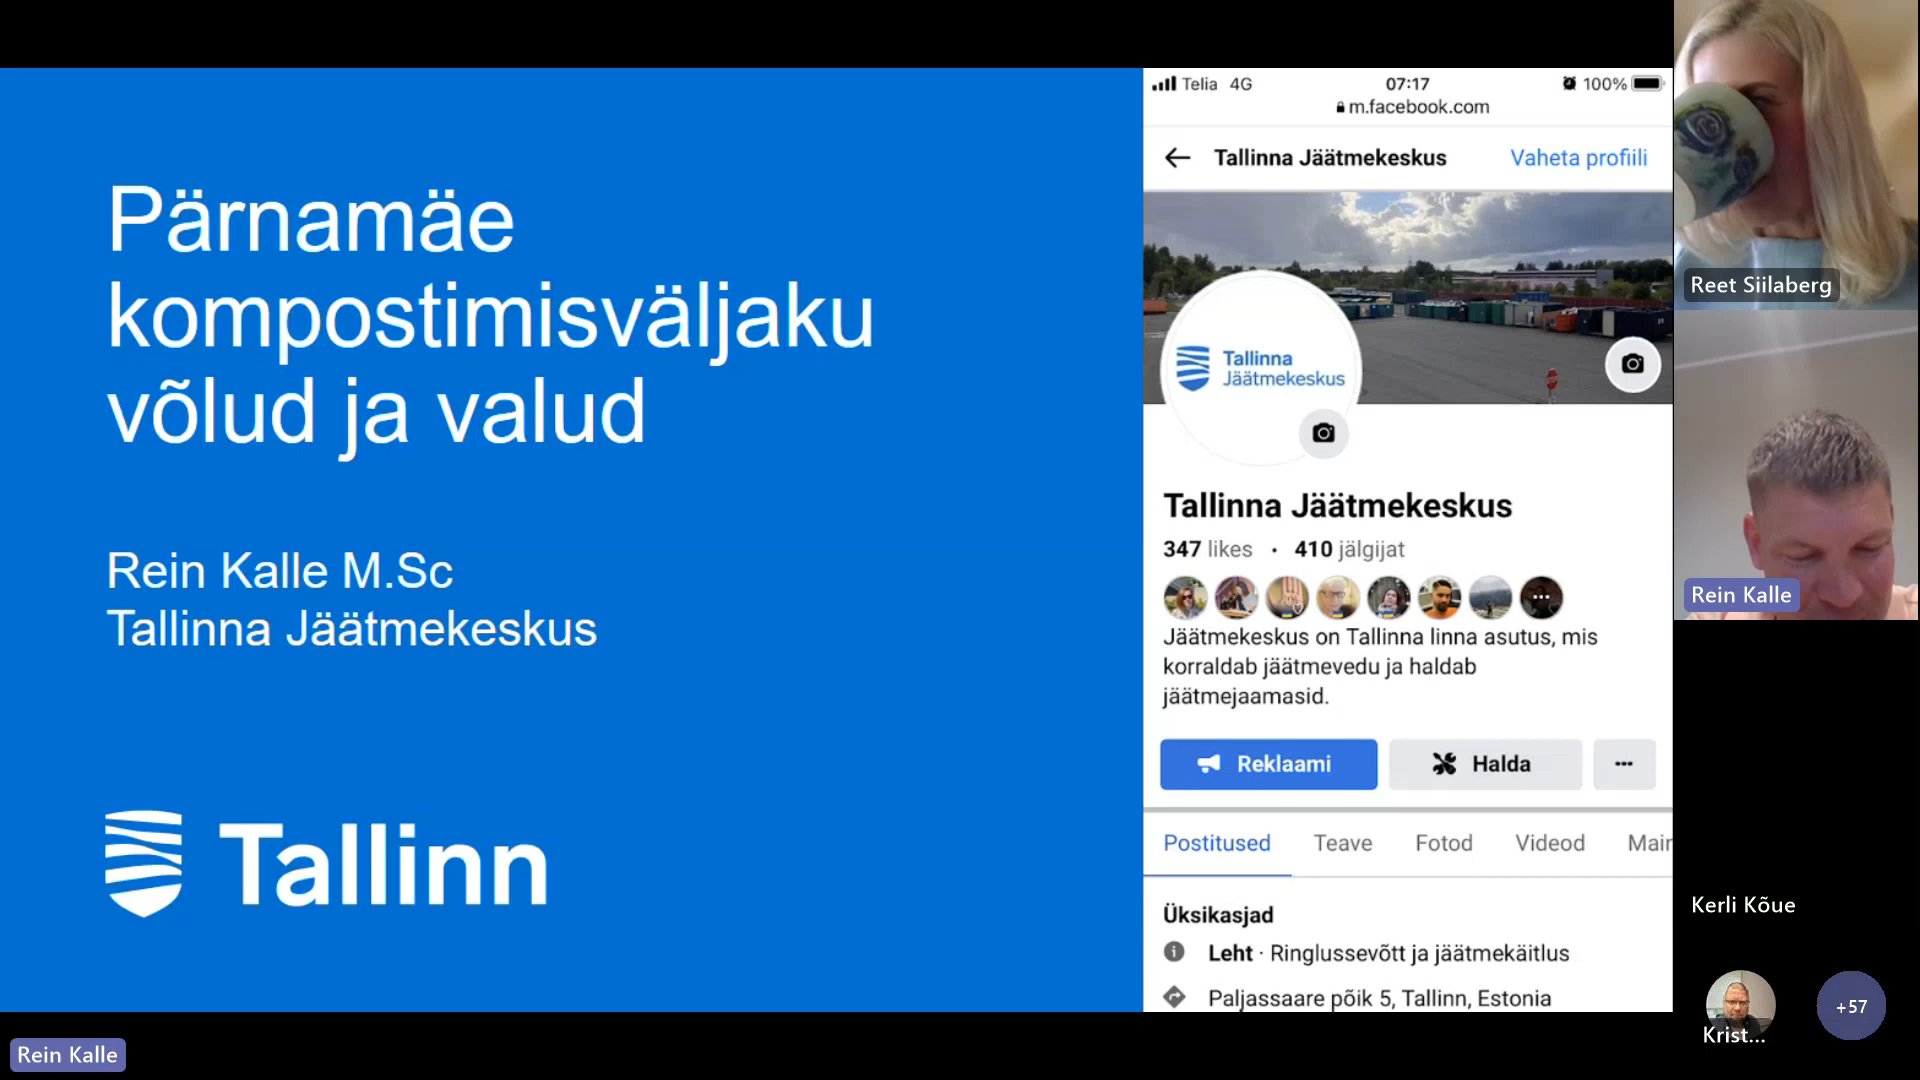 Pärnamäe
kompostimisväljaku
võlud ja valud
Rein Kalle M.Sc
Tallinna Jäätmekeskus
Tallinn
Telia 4G 07:17 100%
m.facebook.com
Tallinna Jäätmekeskus Vaheta profiili
Tallinna
Jäätmekeskus
Tallinna Jäätmekeskus
347 likes · 410 jälgijat
Jäätmekeskus on Tallinna linna asutus, mis
korraldab jäätmevedu ja haldab
jäätmejaamasid.
Reklaami Halda
Postitused Teave Fotod Videod Main
Üksikasjad
Leht · Ringlussevõtt ja jäätmekäitlus
Paljassaare põik 5, Tallinn, Estonia
Reet Siilaberg
Rein Kalle
Kerli Kõue
Krist...
+57
Rein Kalle